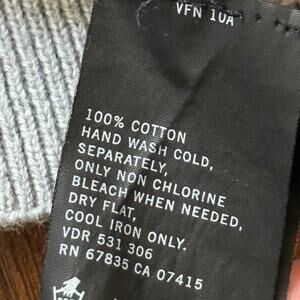 VFN 10A
100% COTTON
HAND WASH COLD,
SEPARATELY,
ONLY NON CHLORINE
BLEACH WHEN NEEDED,
DRY FLAT,
COOL IRON ONLY.
VDR 531 306
RN 67835 CA 07415